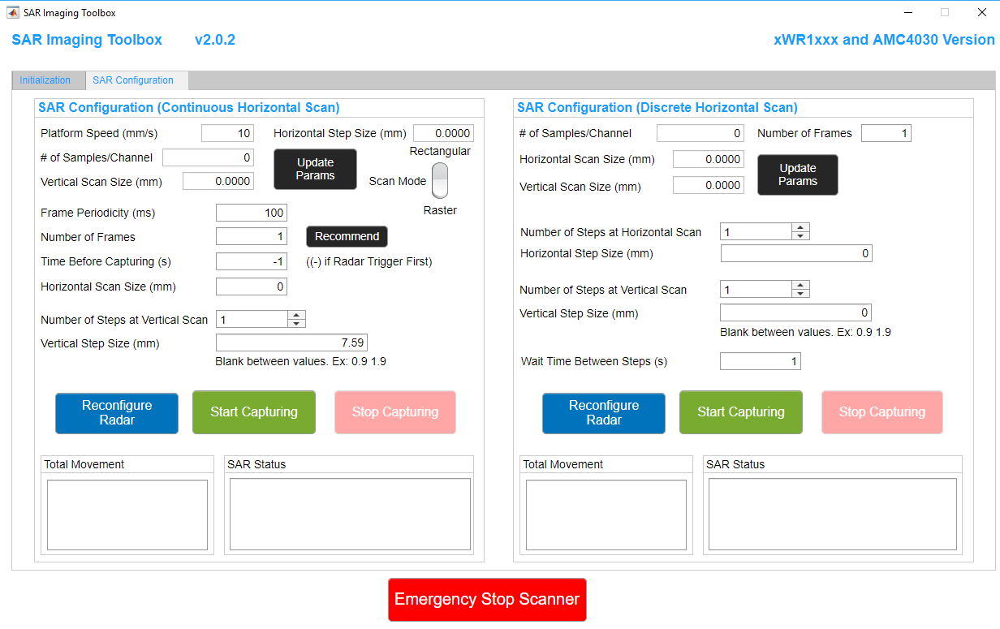 SAR Imaging Toolbox
SAR Imaging Toolbox v2.0.2 xWR1xxx and AMC4030 Version
Initialization SAR Configuration
SAR Configuration (Continuous Horizontal Scan)
Platform Speed (mm/s) 10 Horizontal Step Size (mm) 0.0000
# of Samples/Channel 0
Vertical Scan Size (mm) 0.0000
Update
Params
Rectangular
Scan Mode
Raster
Frame Periodicity (ms) 100
Number of Frames 1 Recommend
Time Before Capturing (s) -1 ((-) if Radar Trigger First)
Horizontal Scan Size (mm) 0
Number of Steps at Vertical Scan 1
Vertical Step Size (mm) 7.59
Blank between values. Ex: 0.9 1.9
Reconfigure
Radar
Start Capturing
Stop Capturing
Total Movement
SAR Status
SAR Configuration (Discrete Horizontal Scan)
# of Samples/Channel 0 Number of Frames 1
Horizontal Scan Size (mm) 0.0000
Vertical Scan Size (mm) 0.0000
Update
Params
Number of Steps at Horizontal Scan 1
Horizontal Step Size (mm) 0
Number of Steps at Vertical Scan 1
Vertical Step Size (mm) 0
Blank between values. Ex: 0.9 1.9
Wait Time Between Steps (s) 1
Reconfigure
Radar
Start Capturing
Stop Capturing
Total Movement
SAR Status
Emergency Stop Scanner